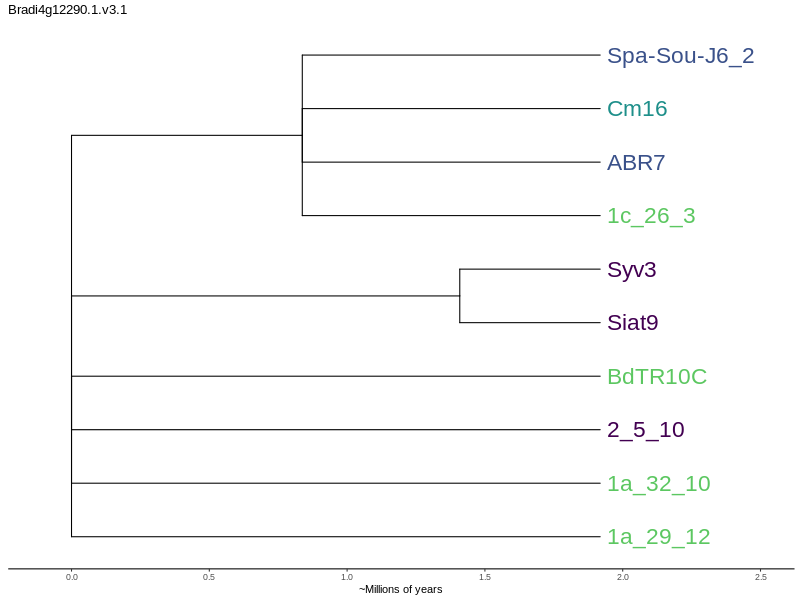 Bradi4g12290.1.v3.1
Spa-Sou-J6_2
Cm16
ABR7
1c_26_3
Syv3
Siat9
BdTR10C
2_5_10
1a_32_10
1a_29_12
0.0 0.5 1.0 1.5 2.0 2.5
~Millions of years